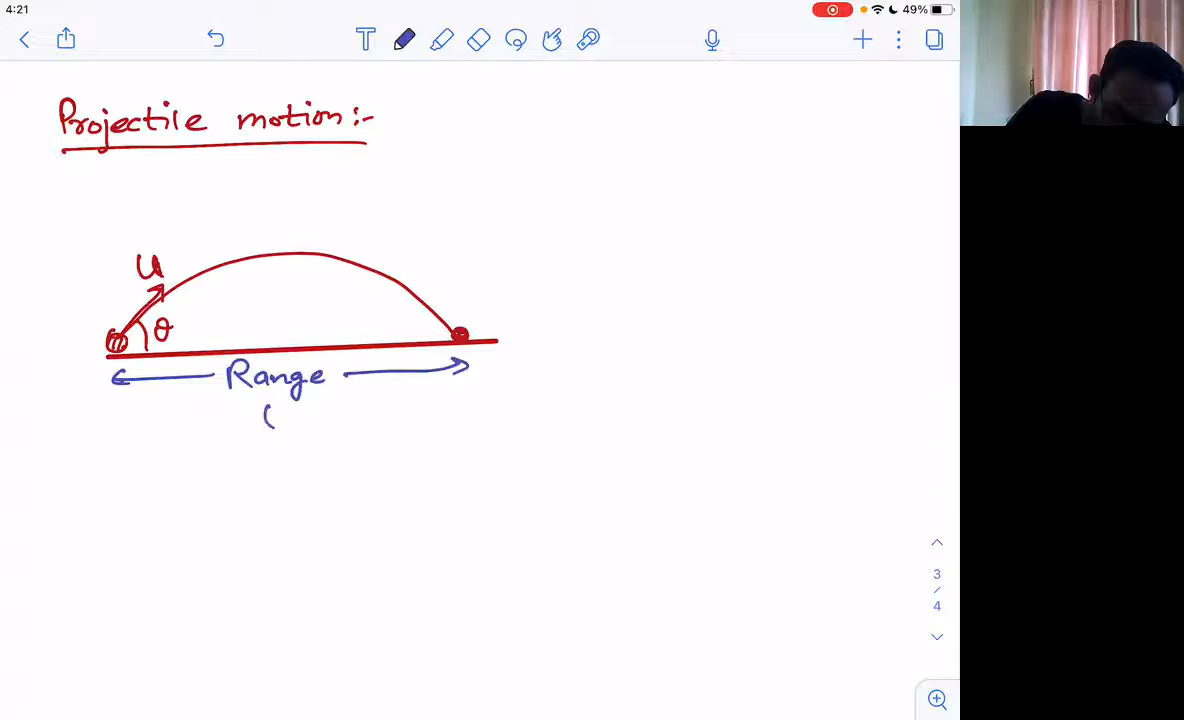 4:21
49%
T
Projectile motion:-
u
θ
Range
(
3
/
4